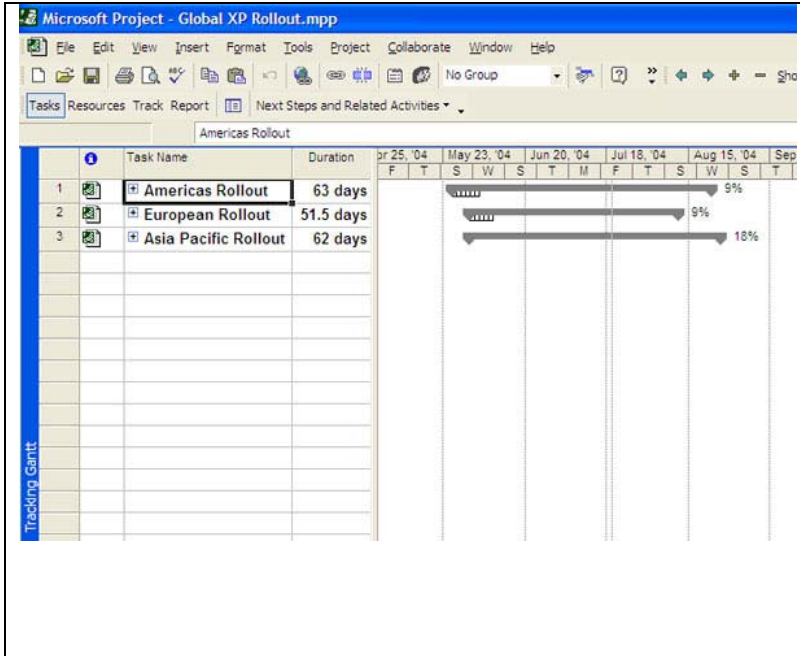 Microsoft Project - Global XP Rollout.mpp
File Edit View Insert Format Tools Project Collaborate Window Help
No Group Sho
Tasks Resources Track Report Next Steps and Related Activities
Americas Rollout
Task Name Duration pr 25, '04 May 23, '04 Jun 20, '04 Jul 18, '04 Aug 15, '04 Sep
F T S W S T M F T S W S T
1 Americas Rollout 63 days 9%
2 European Rollout 51.5 days 9%
3 Asia Pacific Rollout 62 days 18%
Tracking Gantt